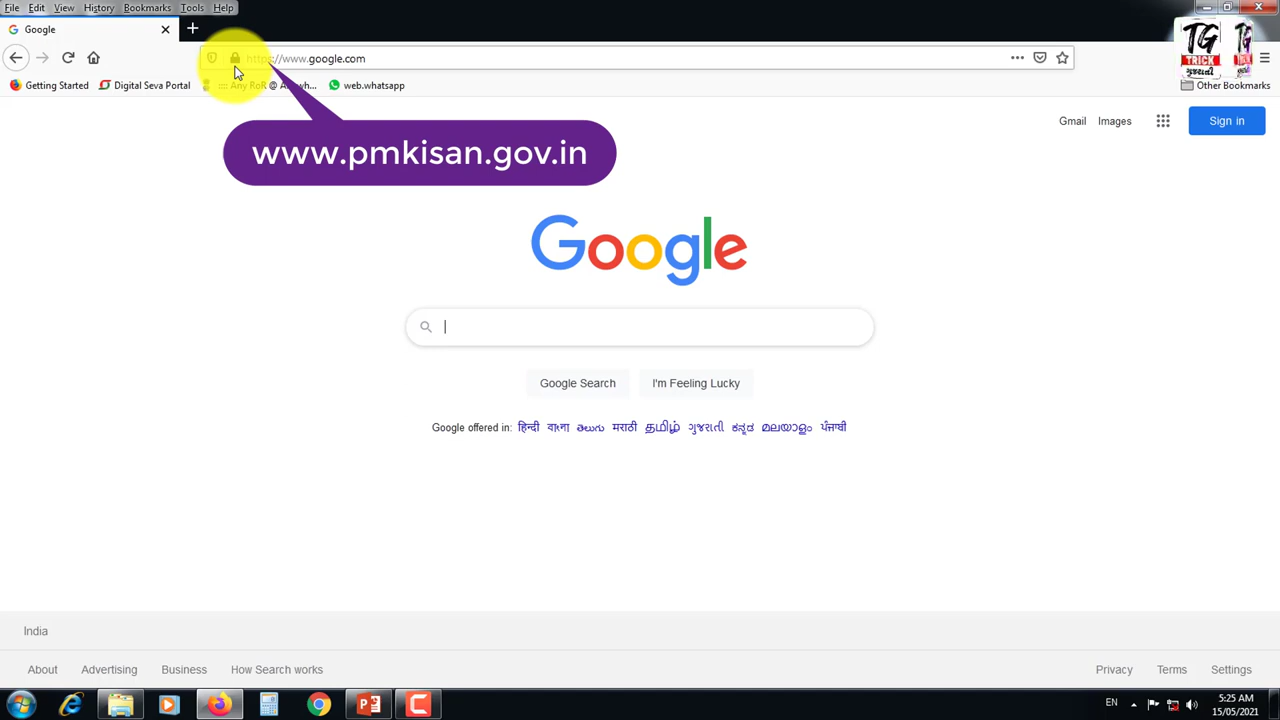 File Edit View History Bookmarks Tools Help
Google
https://www.google.com
TG
TRICK
ગુજરાતી
Getting Started Digital Seva Portal Any RoR @ web.whatsapp Other Bookmarks
Gmail Images Sign in
www.pmkisan.gov.in
Google
Google Search I'm Feeling Lucky
Google offered in: हिन्दी বাংলা తెలుగు मराठी தமிழ் ગુજરાતી ಕನ್ನಡ മലയാളം ਪੰਜਾਬੀ
India
About Advertising Business How Search works Privacy Terms Settings
EN 5:25 AM
15/05/2021